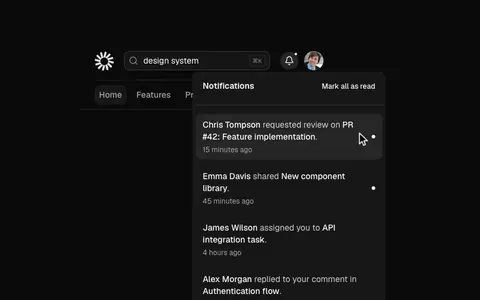 design system
⌘K
Home
Features
Pr
Notifications
Mark all as read
Chris Tompson requested review on PR
#42: Feature implementation.
15 minutes ago
Emma Davis shared New component
library.
45 minutes ago
James Wilson assigned you to API
integration task.
4 hours ago
Alex Morgan replied to your comment in
Authentication flow.